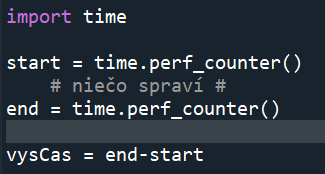 import time
start = time.perf_counter()
# niečo spraví #
end = time.perf_counter()
vysCas = end-start